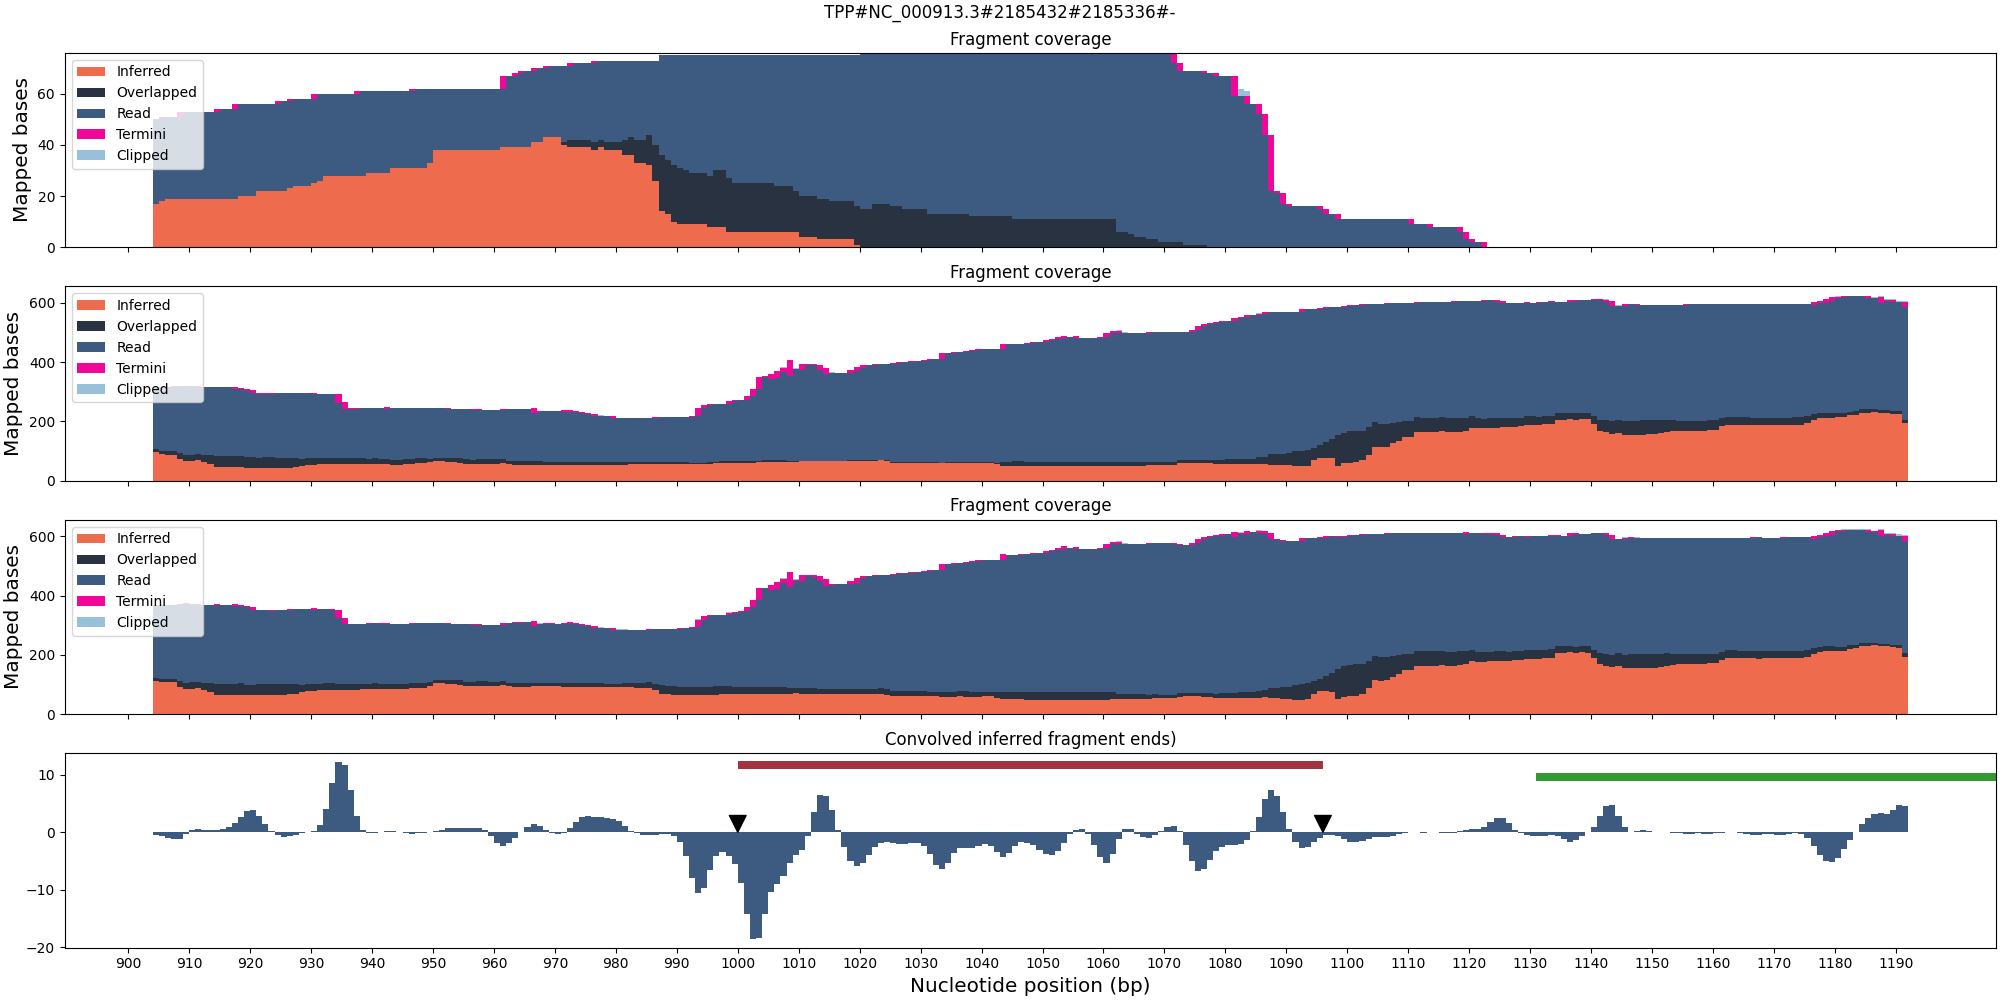 TPP#NC_000913.3#2185432#2185336#-
Fragment coverage
Mapped bases
60
40
20
0
Inferred
Overlapped
Read
Termini
Clipped
Fragment coverage
Mapped bases
600
400
200
0
Inferred
Overlapped
Read
Termini
Clipped
Fragment coverage
Mapped bases
600
400
200
0
Inferred
Overlapped
Read
Termini
Clipped
Convolved inferred fragment ends)
10
0
−10
−20
900 910 920 930 940 950 960 970 980 990 1000 1010 1020 1030 1040 1050 1060 1070 1080 1090 1100 1110 1120 1130 1140 1150 1160 1170 1180 1190
Nucleotide position (bp)